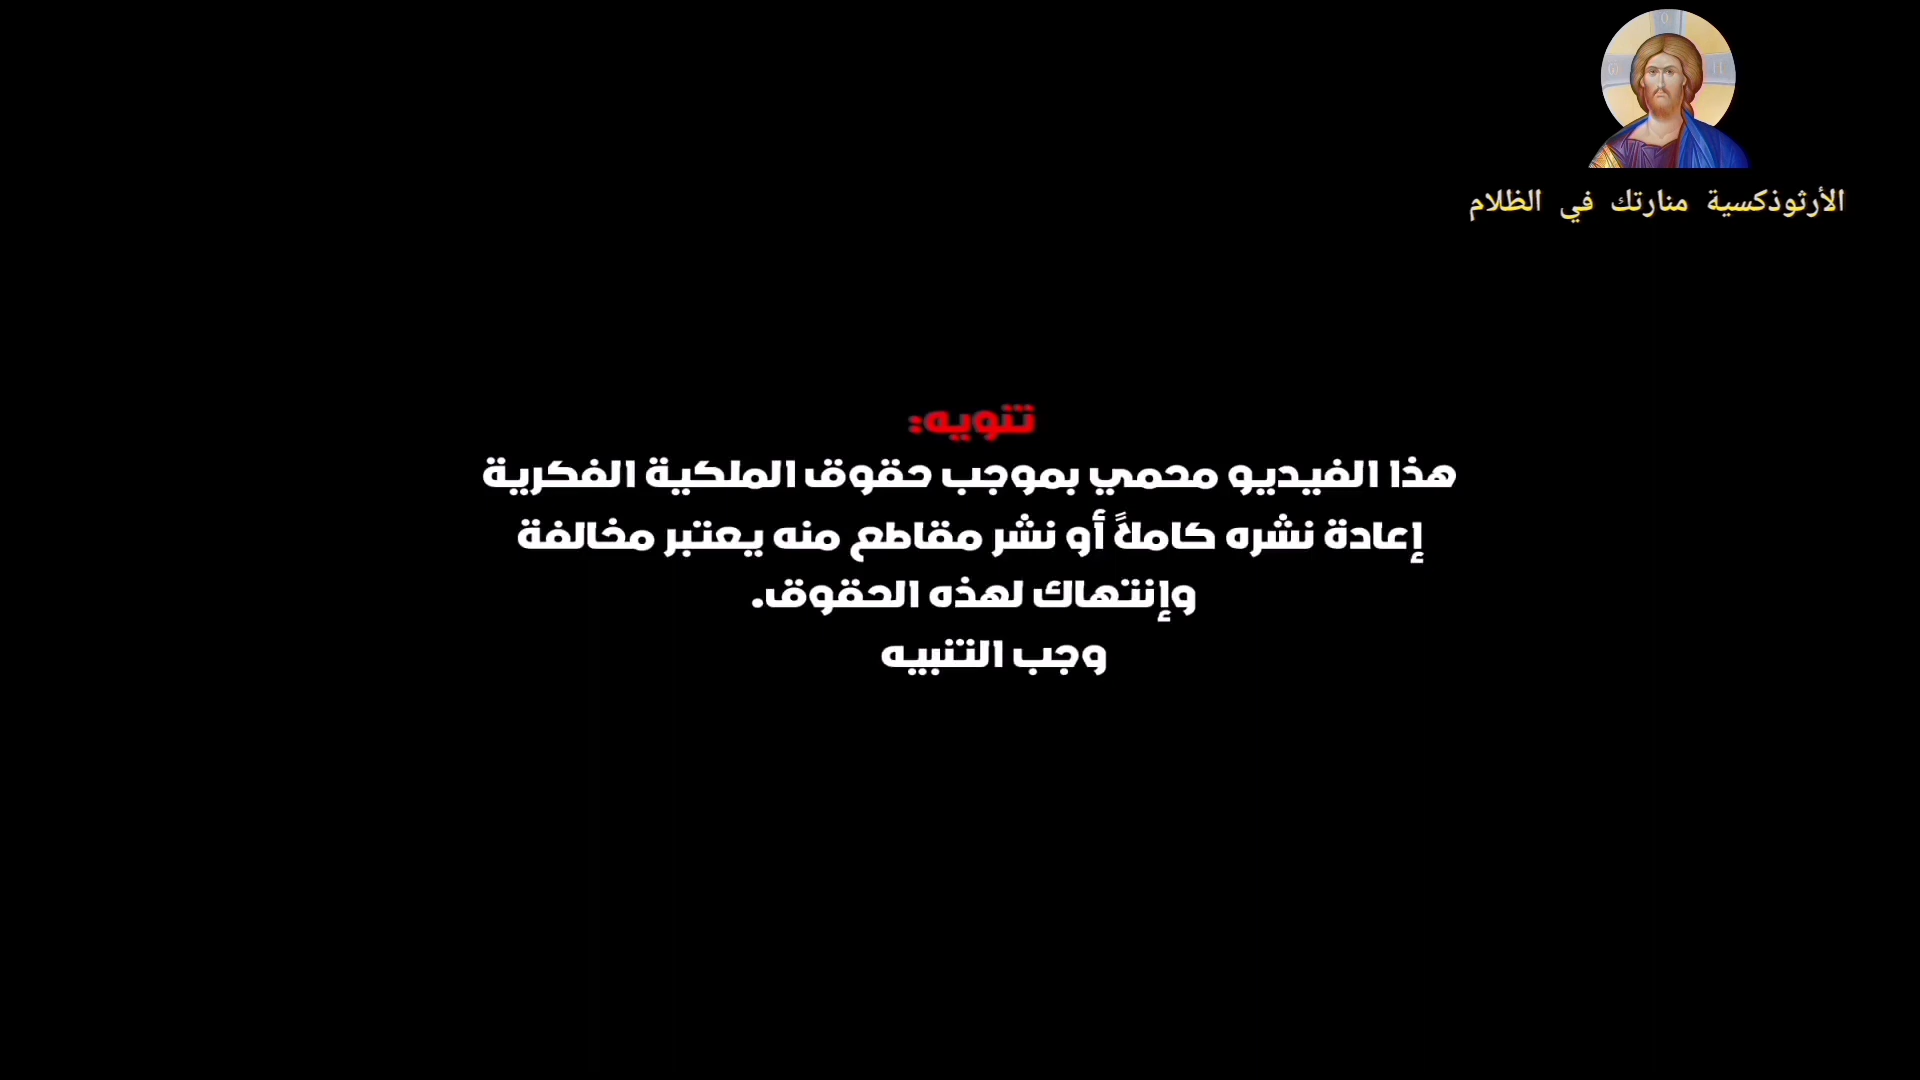 الأرثوذكسية منارتك في الظلام
تنويه:
هذا الفيديو محمي بموجب حقوق الملكية الفكرية
إعادة نشره كاملاً أو نشر مقاطع منه يعتبر مخالفة
وإنتهاك لهذه الحقوق.
وجب التنبيه